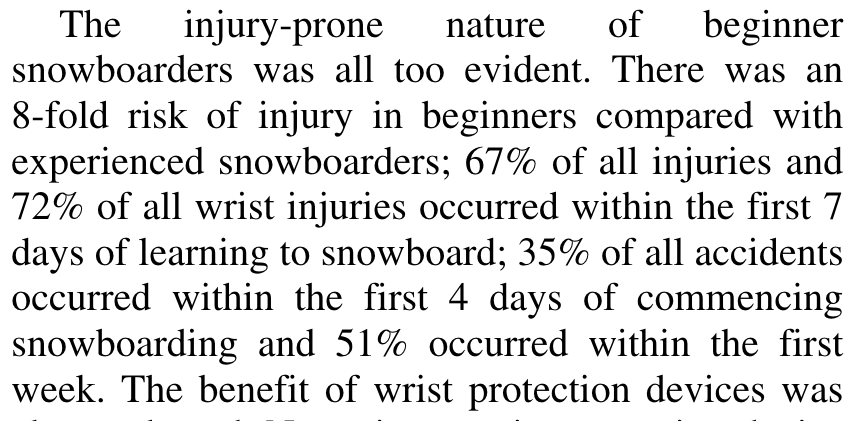 The injury-prone nature of beginner
snowboarders was all too evident. There was an
8-fold risk of injury in beginners compared with
experienced snowboarders; 67% of all injuries and
72% of all wrist injuries occurred within the first 7
days of learning to snowboard; 35% of all accidents
occurred within the first 4 days of commencing
snowboarding and 51% occurred within the first
week. The benefit of wrist protection devices was